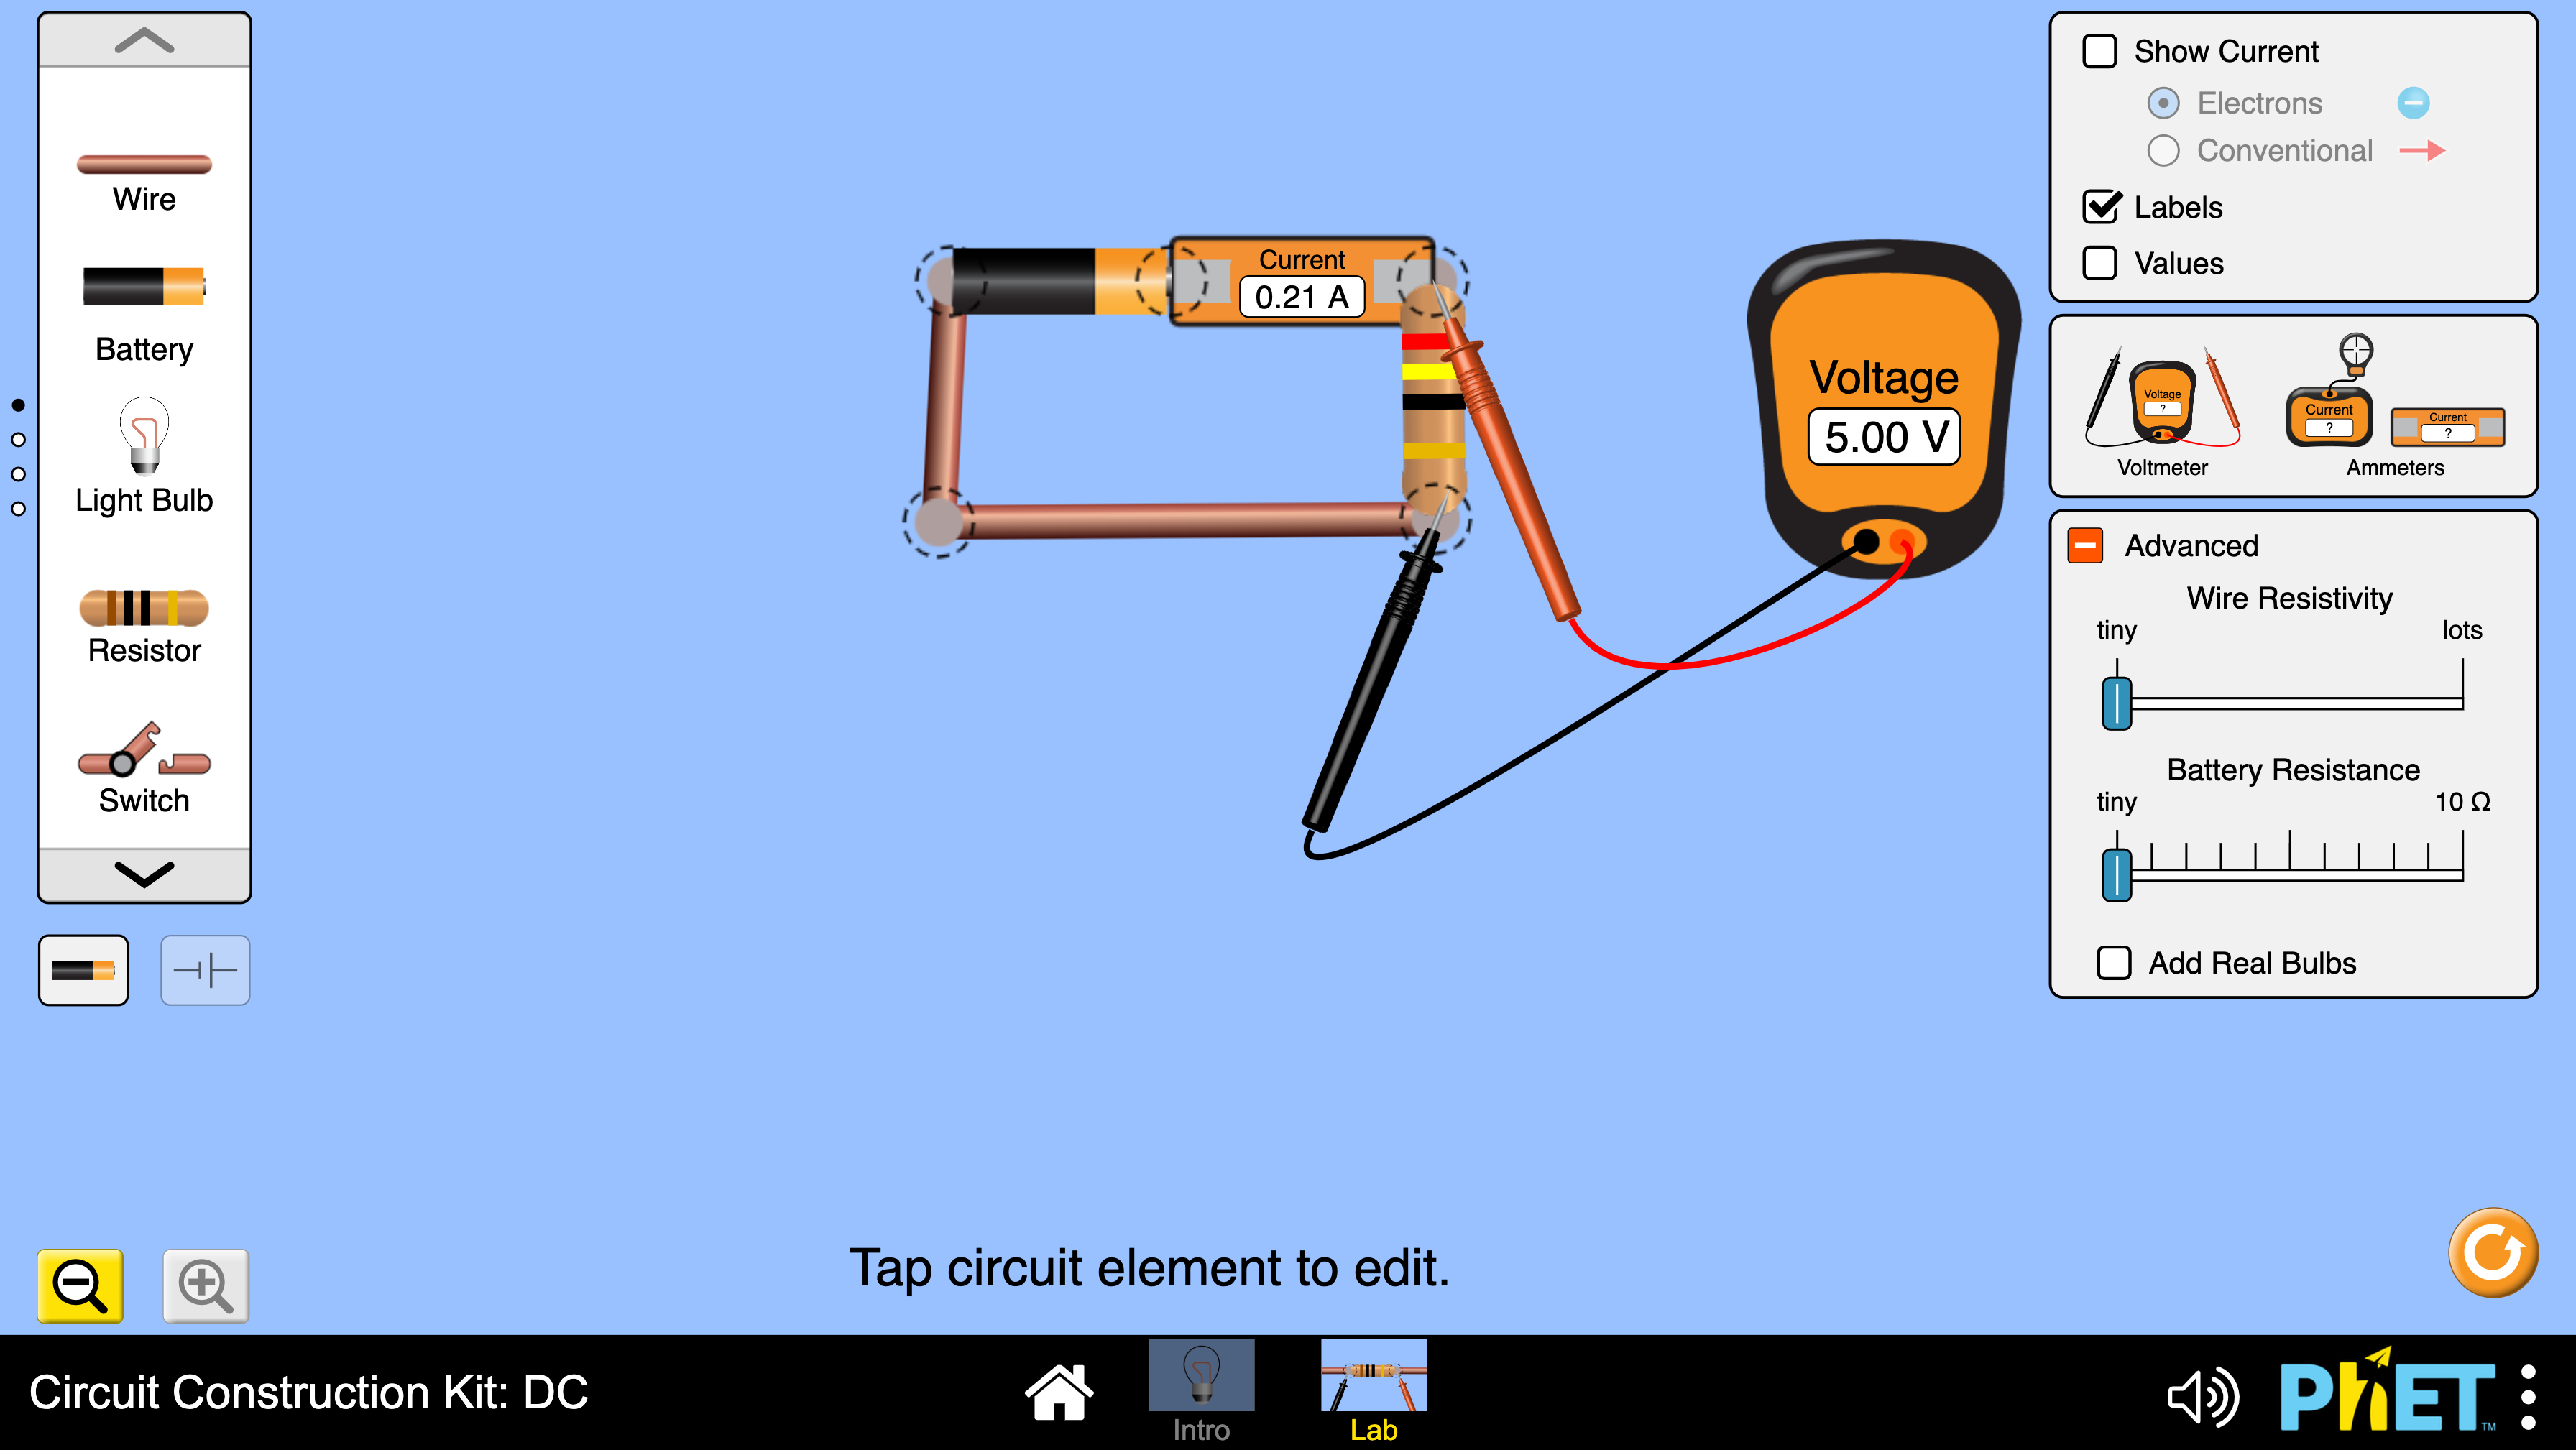 Wire
Battery
Light Bulb
Resistor
Switch
Current
0.21 A
Voltage
5.00 V
Show Current
Electrons
Conventional
Labels
Values
Voltage
?
Voltmeter
Current
?
Current
?
Ammeters
Advanced
Wire Resistivity
tiny lots
Battery Resistance
tiny 10 Ω
Add Real Bulbs
Tap circuit element to edit.
Circuit Construction Kit: DC
Intro
Lab
PhET™